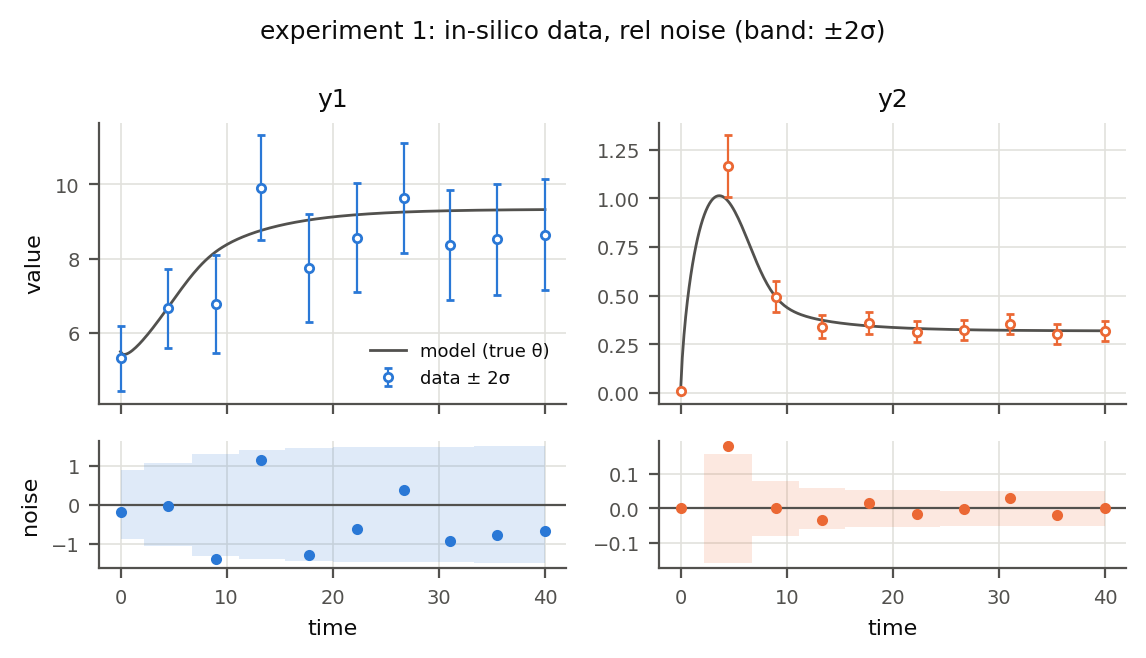 experiment 1: in-silico data, rel noise (band: ±2σ)
y1
y2
value
10
8
6
model (true θ)
data ± 2σ
1.25
1.00
0.75
0.50
0.25
0.00
noise
1
0
−1
0.1
0.0
−0.1
0 10 20 30 40
0 10 20 30 40
time
time